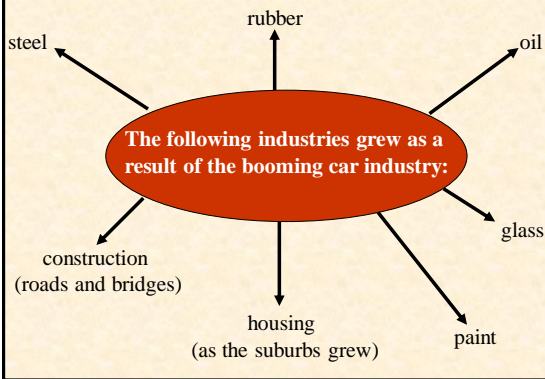 rubber
steel
oil
The following industries grew as a
result of the booming car industry:
glass
construction
(roads and bridges)
housing
(as the suburbs grew)
paint